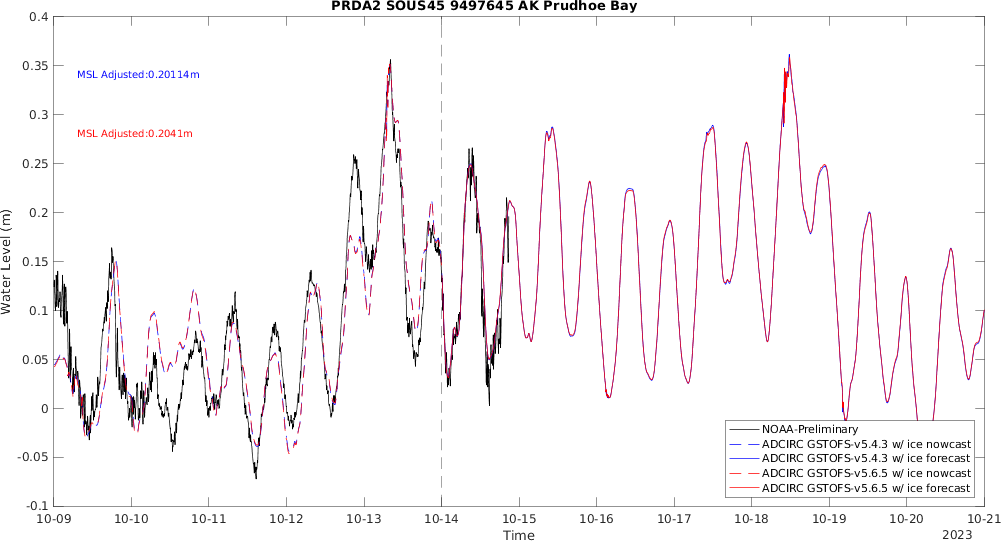 PRDA2 SOUS45 9497645 AK Prudhoe Bay
0.4
0.35
0.3
0.25
0.2
0.15
0.1
0.05
0
-0.05
-0.1
Water Level (m)
MSL Adjusted:0.20114m
MSL Adjusted:0.2041m
NOAA-Preliminary
ADCIRC GSTOFS-v5.4.3 w/ ice nowcast
ADCIRC GSTOFS-v5.4.3 w/ ice forecast
ADCIRC GSTOFS-v5.6.5 w/ ice nowcast
ADCIRC GSTOFS-v5.6.5 w/ ice forecast
10-09 10-10 10-11 10-12 10-13 10-14 10-15 10-16 10-17 10-18 10-19 10-20 10-21
Time
2023